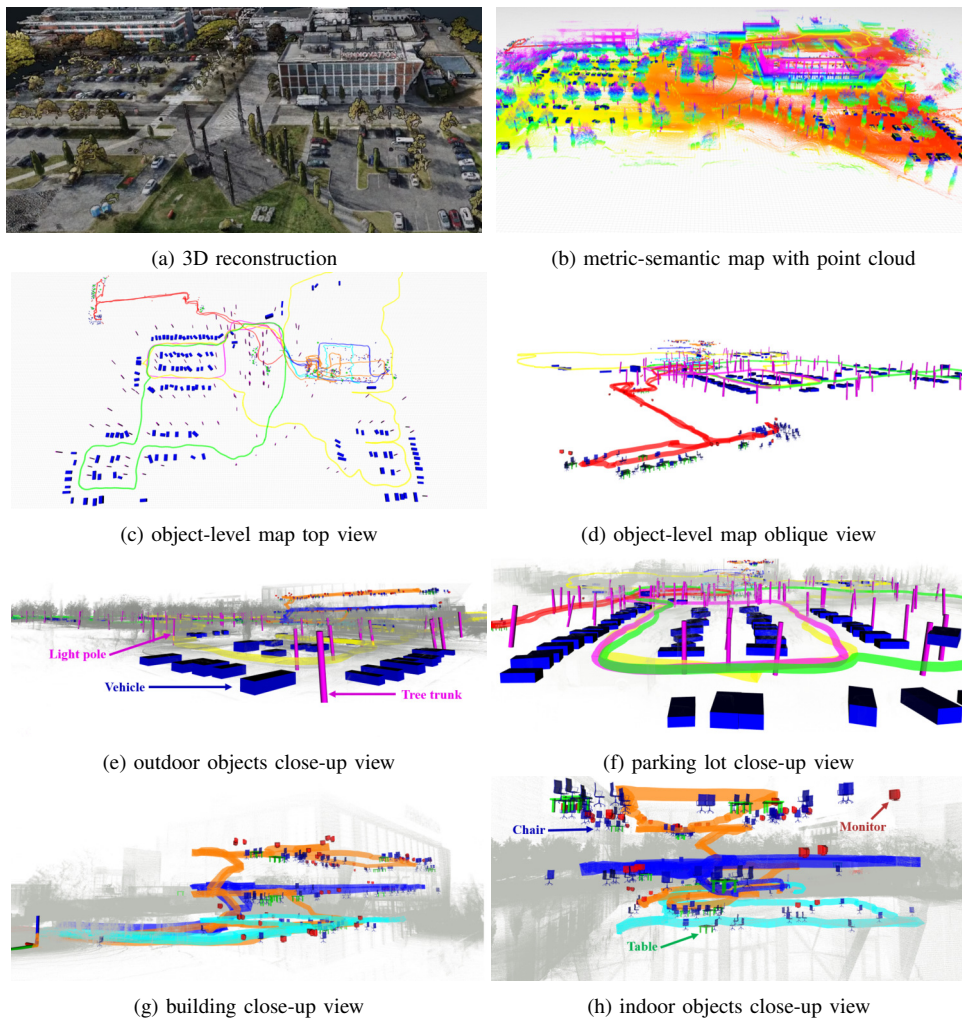 (a) 3D reconstruction
(b) metric-semantic map with point cloud
(c) object-level map top view
(d) object-level map oblique view
Light pole
Vehicle
Tree trunk
(e) outdoor objects close-up view
(f) parking lot close-up view
Chair
Monitor
Table
(g) building close-up view
(h) indoor objects close-up view